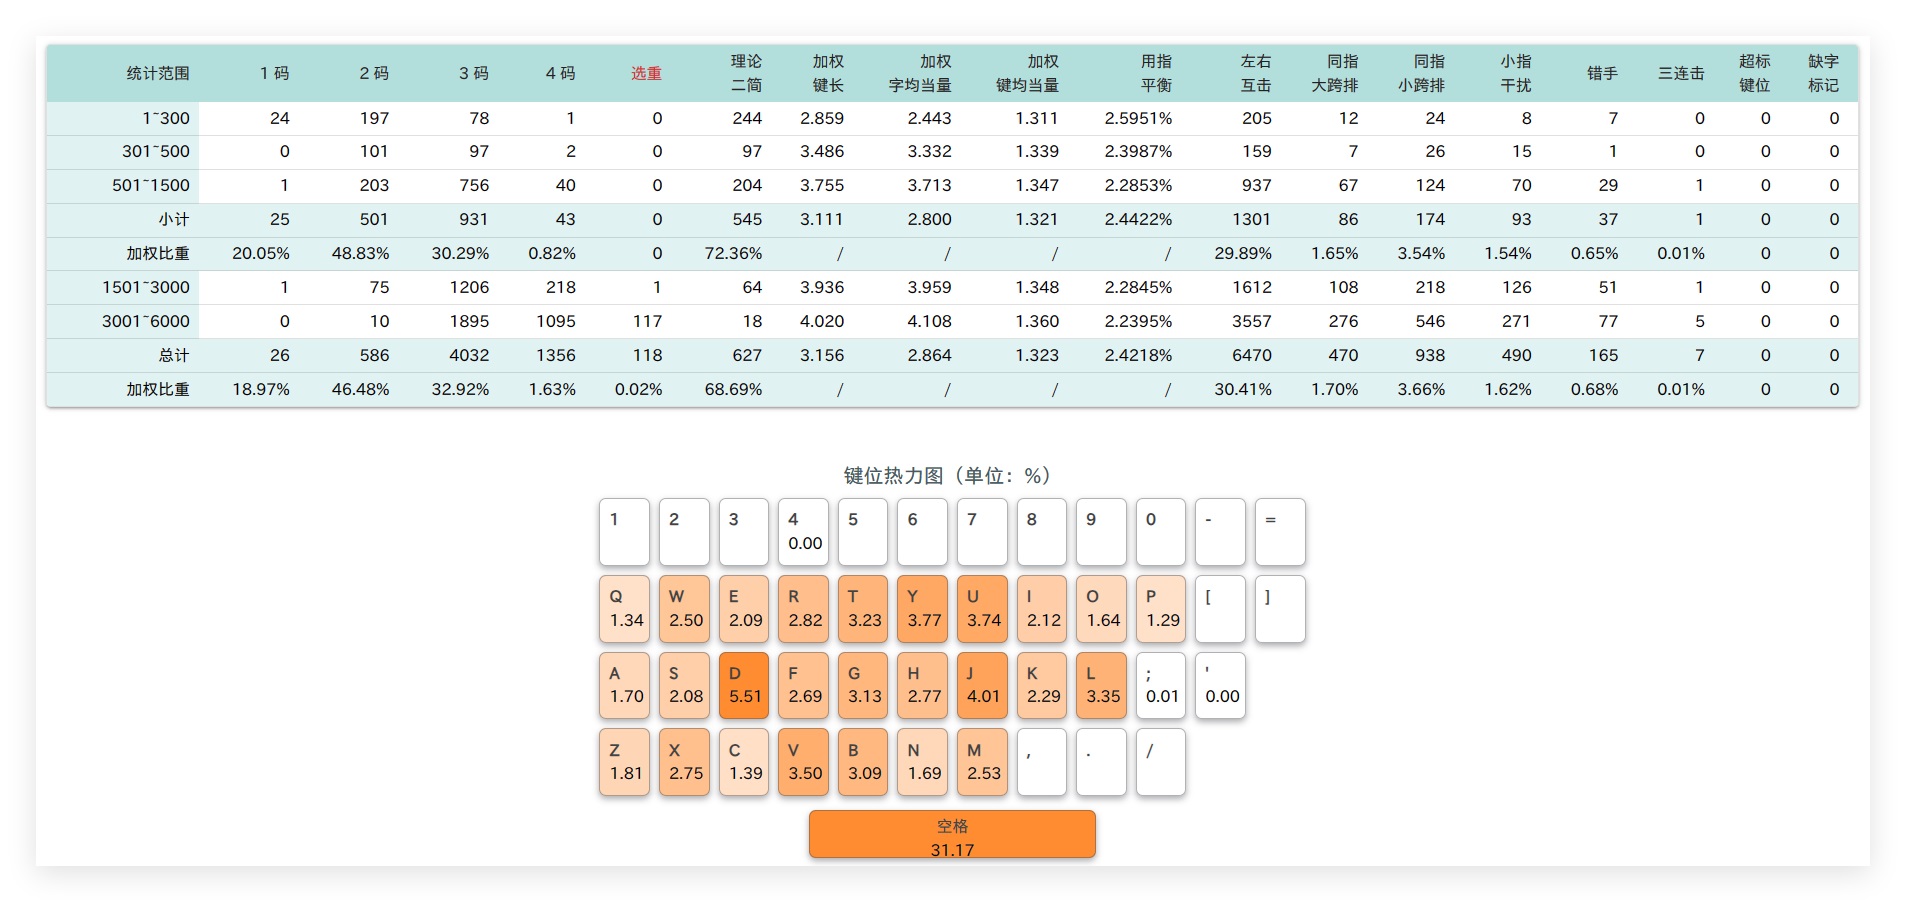 统计范围 1 码 2 码 3 码 4 码 选重 理论二简 加权键长 加权字均当量 加权键均当量 用指平衡 左右互击 同指大跨排 同指小跨排 小指干扰 错手 三连击 超标键位 缺字标记
1~300 24 197 78 1 0 244 2.859 2.443 1.311 2.5951% 205 12 24 8 7 0 0 0
301~500 0 101 97 2 0 97 3.486 3.332 1.339 2.3987% 159 7 26 15 1 0 0 0
501~1500 1 203 756 40 0 204 3.755 3.713 1.347 2.2853% 937 67 124 70 29 1 0 0
小计 25 501 931 43 0 545 3.111 2.800 1.321 2.4422% 1301 86 174 93 37 1 0 0
加权比重 20.05% 48.83% 30.29% 0.82% 0 72.36% / / / / 29.89% 1.65% 3.54% 1.54% 0.65% 0.01% 0 0
1501~3000 1 75 1206 218 1 64 3.936 3.959 1.348 2.2845% 1612 108 218 126 51 1 0 0
3001~6000 0 10 1895 1095 117 18 4.020 4.108 1.360 2.2395% 3557 276 546 271 77 5 0 0
总计 26 586 4032 1356 118 627 3.156 2.864 1.323 2.4218% 6470 470 938 490 165 7 0 0
加权比重 18.97% 46.48% 32.92% 1.63% 0.02% 68.69% / / / / 30.41% 1.70% 3.66% 1.62% 0.68% 0.01% 0 0
键位热力图（单位：%）
1 2 3 4 5 6 7 8 9 0 - =
0.00
Q W E R T Y U I O P [ ]
1.34 2.50 2.09 2.82 3.23 3.77 3.74 2.12 1.64 1.29
A S D F G H J K L ; '
1.70 2.08 5.51 2.69 3.13 2.77 4.01 2.29 3.35 0.01 0.00
Z X C V B N M , . /
1.81 2.75 1.39 3.50 3.09 1.69 2.53
空格
31.17